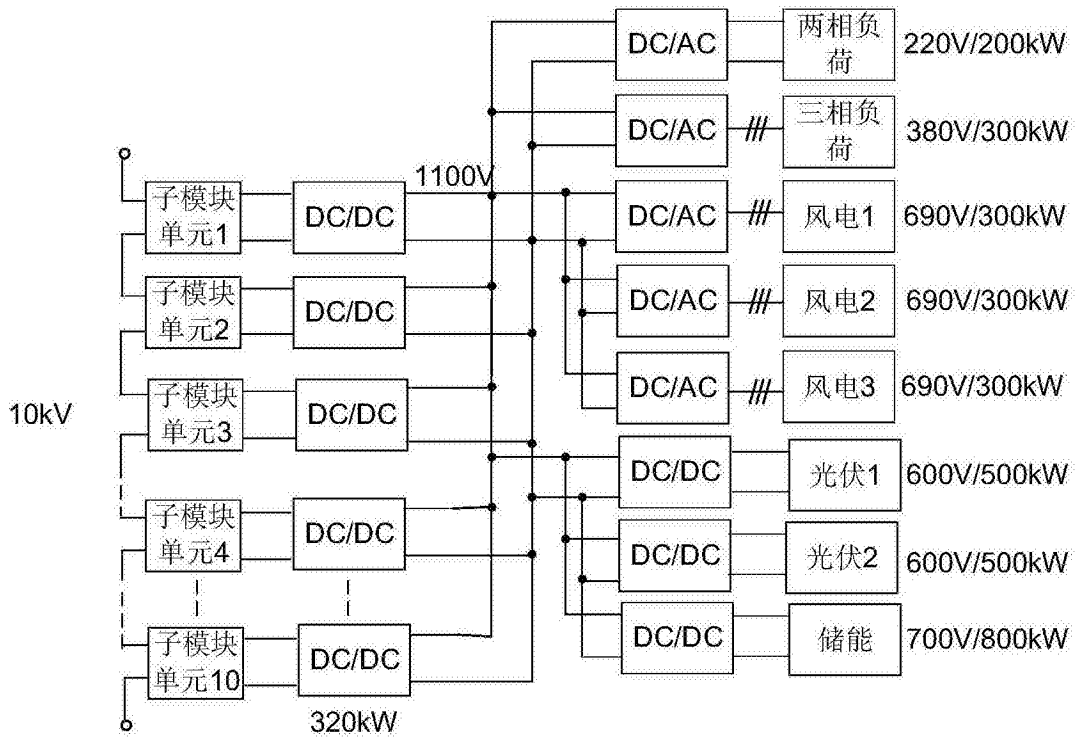 DC/AC
两相负
荷
220V/200kW
DC/AC
三相负
荷
380V/300kW
1100V
子模块
单元1
DC/DC
DC/AC
风电1
690V/300kW
子模块
单元2
DC/DC
DC/AC
风电2
690V/300kW
10kV
子模块
单元3
DC/DC
DC/AC
风电3
690V/300kW
DC/DC
光伏1
600V/500kW
子模块
单元4
DC/DC
DC/DC
光伏2
600V/500kW
子模块
单元10
DC/DC
320kW
DC/DC
储能
700V/800kW